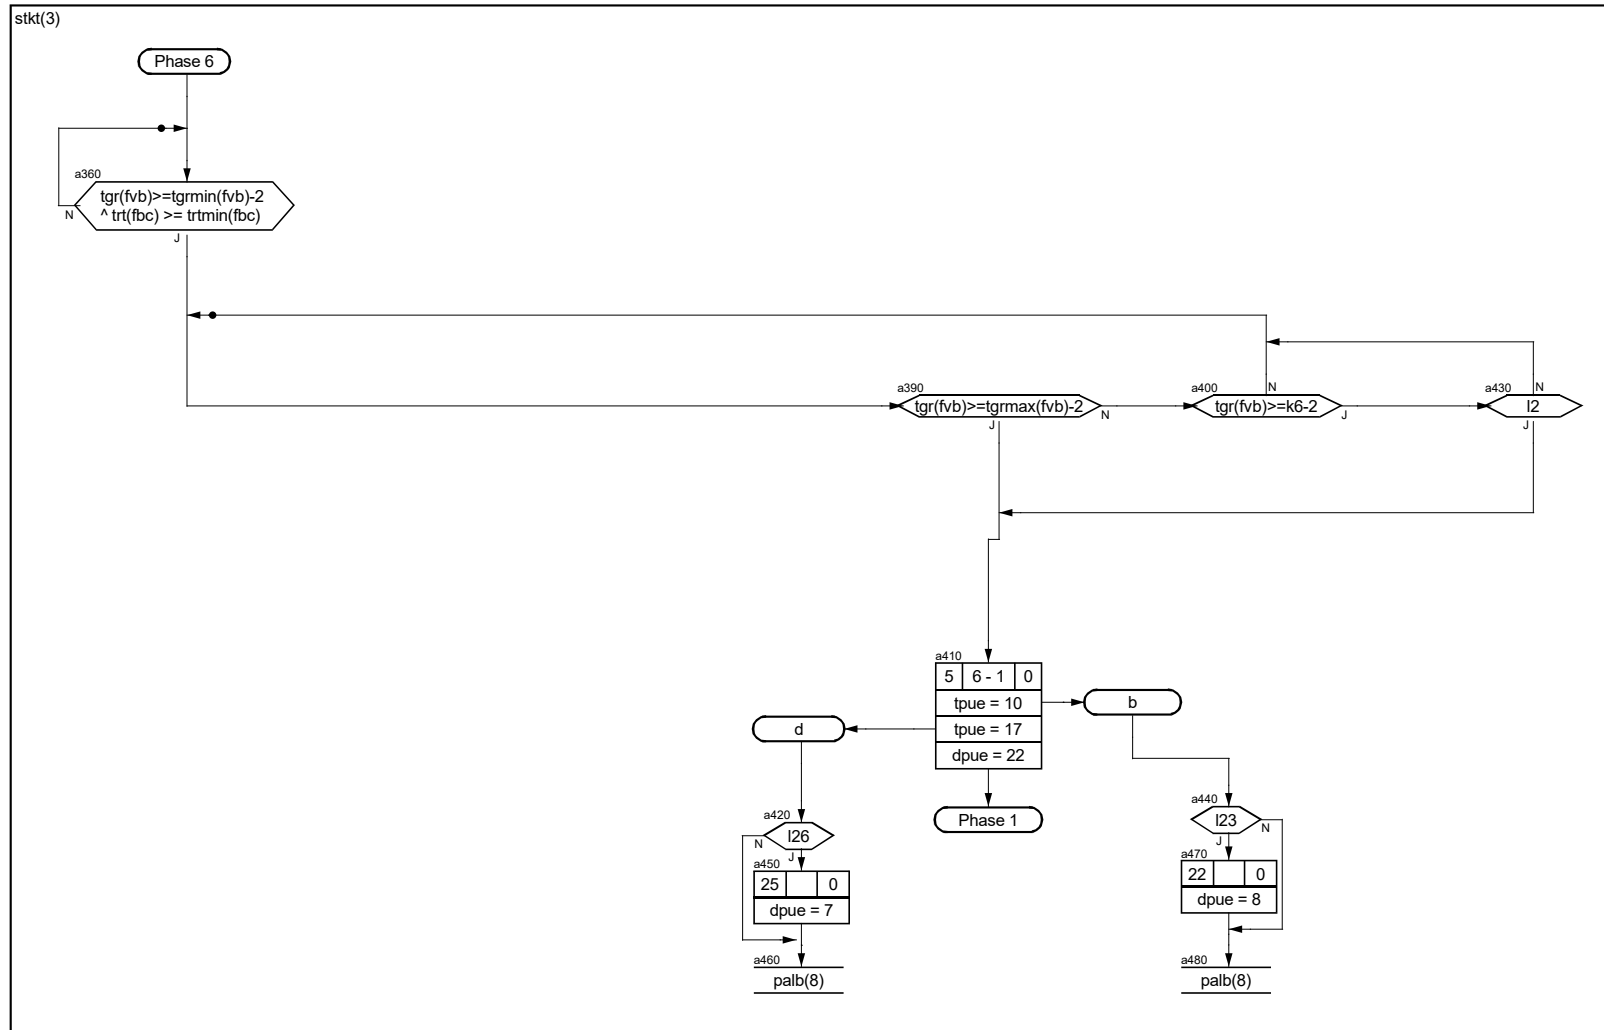 stkt(3)
Phase 6
a360
tgr(fvb)>=tgrmin(fvb)-2
^ trt(fbc) >= trtmin(fbc)
N
J
a390
tgr(fvb)>=tgrmax(fvb)-2
N
J
a400
tgr(fvb)>=k6-2
N
J
a430
l2
N
J
a410
5 6 - 1 0
tpue = 10
tpue = 17
dpue = 22
b
d
Phase 1
a420
l26
N
J
a450
25 0
dpue = 7
a460
palb(8)
a440
l23
N
J
a470
22 0
dpue = 8
a480
palb(8)